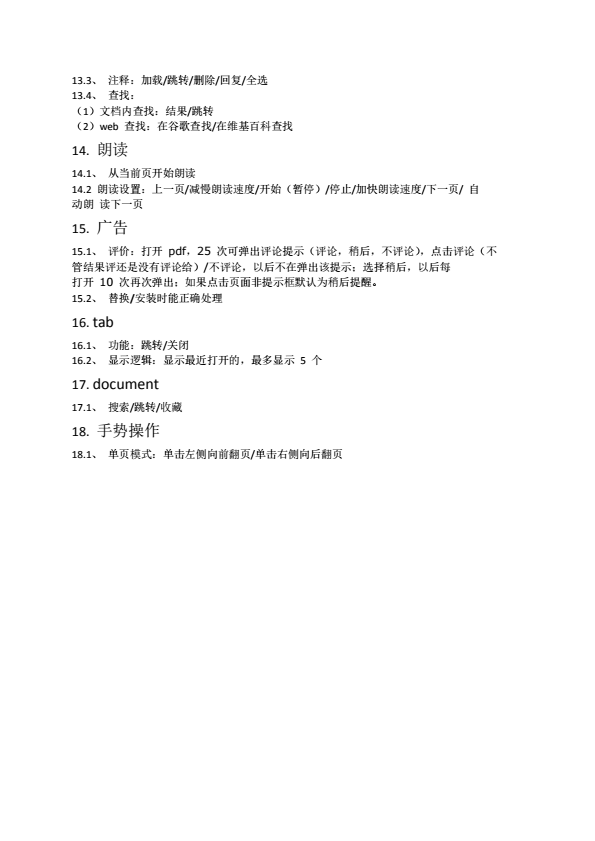 13.3、 注释：加载/跳转/删除/回复/全选
13.4、 查找：
（1）文档内查找：结果/跳转
（2）web 查找：在谷歌查找/在维基百科查找
14. 朗读
14.1、 从当前页开始朗读
14.2 朗读设置：上一页/减慢朗读速度/开始（暂停）/停止/加快朗读速度/下一页/ 自
动朗 读下一页
15. 广告
15.1、 评价：打开 pdf，25 次可弹出评论提示（评论，稍后，不评论），点击评论（不
管结果评还是没有评论给）/不评论，以后不在弹出该提示；选择稍后，以后每
打开 10 次再次弹出；如果点击页面非提示框默认为稍后提醒。
15.2、 替换/安装时能正确处理
16. tab
16.1、 功能：跳转/关闭
16.2、 显示逻辑：显示最近打开的，最多显示 5 个
17. document
17.1、 搜索/跳转/收藏
18. 手势操作
18.1、 单页模式：单击左侧向前翻页/单击右侧向后翻页